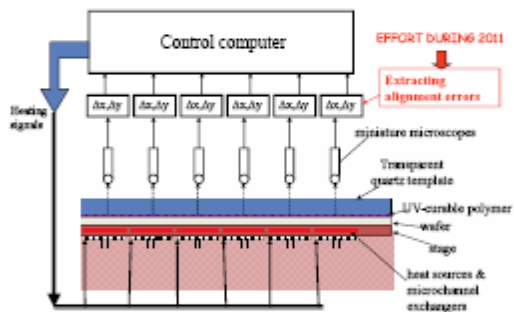 Control computer
EFFORT DURING 2011
Extracting
alignment errors
Heating
signals
Δx,Δy Δx,Δy Δx,Δy Δx,Δy Δx,Δy Δx,Δy
miniature microscopes
Transparent
quartz template
UV-curable polymer
wafer
stage
heat sources &
microchannel
exchangers